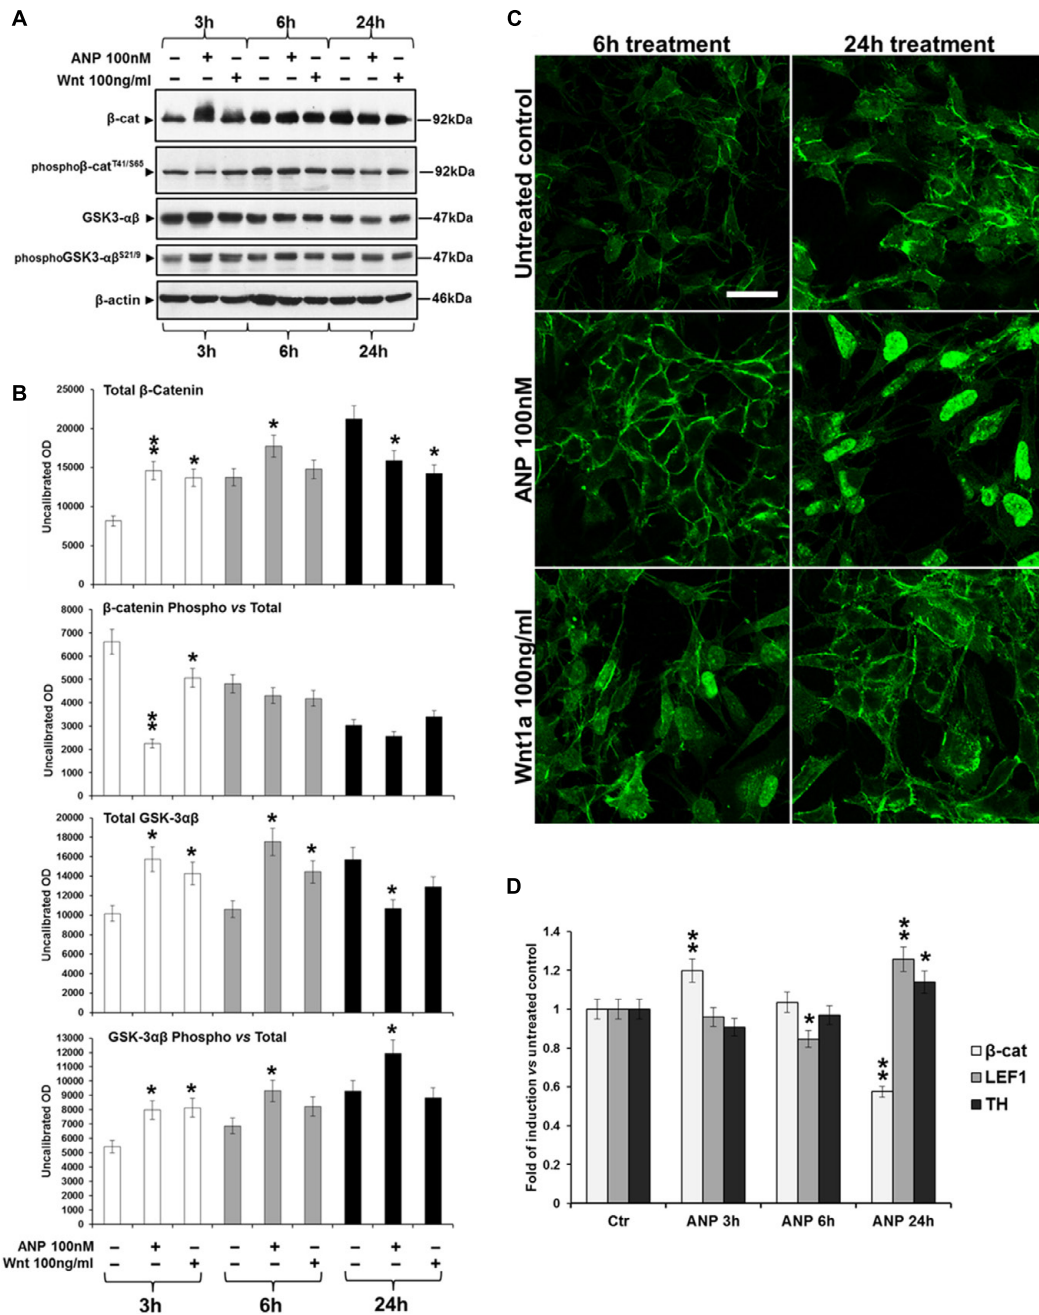 A
3h 6h 24h
ANP 100nM – + – – + – – + –
Wnt 100ng/ml – – + – – + – – +
β-cat 92kDa
phosphoβ-cat^T41/S65 92kDa
GSK3-αβ 47kDa
phosphoGSK3-αβ^S21/9 47kDa
β-actin 46kDa
3h 6h 24h
B
Total β-Catenin
Uncalibrated OD
25000
20000
15000
10000
5000
0
** * * * *
β-catenin Phospho vs Total
Uncalibrated OD
8000
7000
6000
5000
4000
3000
2000
1000
0
** *
Total GSK-3αβ
Uncalibrated OD
20000
18000
16000
14000
12000
10000
8000
6000
4000
2000
0
* * * * *
GSK-3αβ Phospho vs Total
Uncalibrated OD
13000
12000
11000
10000
9000
8000
7000
6000
5000
4000
3000
2000
1000
0
* * * *
ANP 100nM – + – – + – – + –
Wnt 100ng/ml – – + – – + – – +
3h 6h 24h
C
6h treatment 24h treatment
Untreated control
ANP 100nM
Wnt1a 100ng/ml
D
Fold of induction vs untreated control
1.4
1.2
1
0.8
0.6
0.4
0.2
0
** * ** ** *
Ctr ANP 3h ANP 6h ANP 24h
β-cat
LEF1
TH